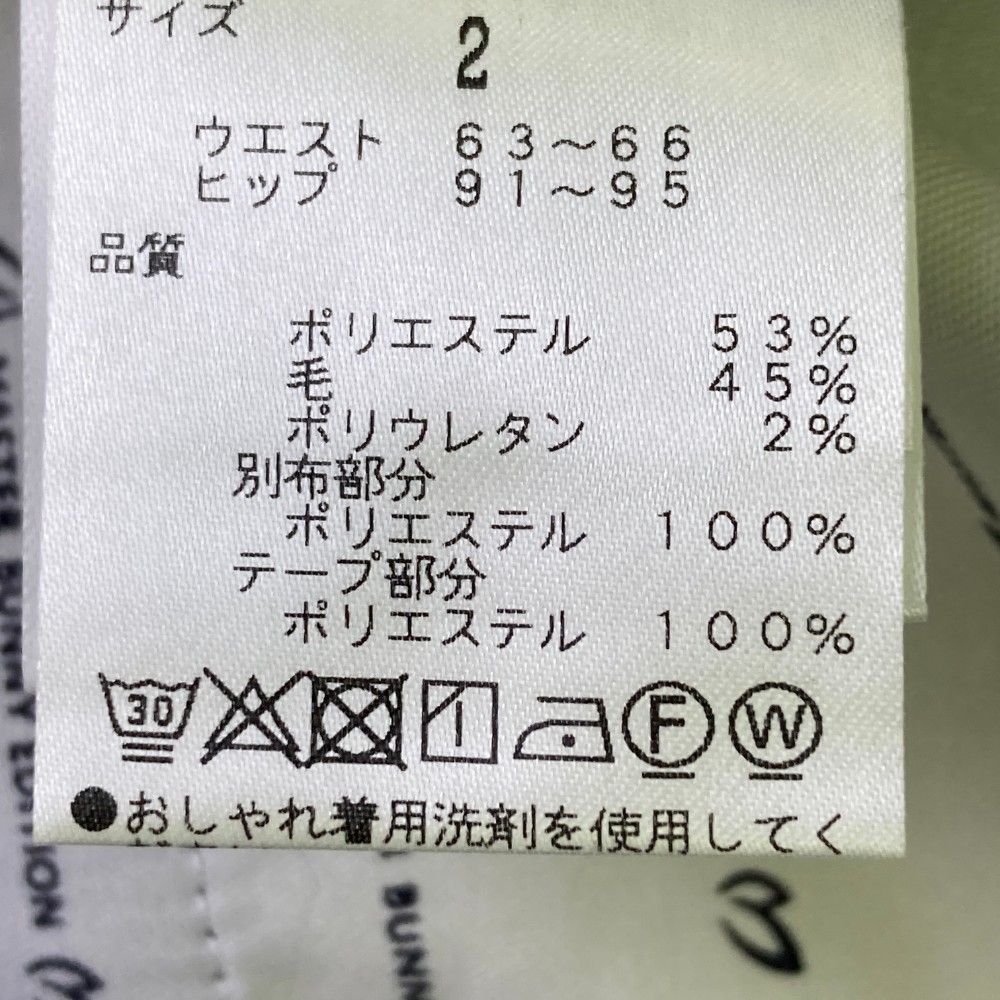 サイズ 2
ウエスト 63～66
ヒップ 91～95
品質
ポリエステル 53%
毛 45%
ポリウレタン 2%
別布部分
ポリエステル 100%
テープ部分
ポリエステル 100%
30 F W
●おしゃれ着用洗剤を使用してく
MASTER BUNNY EDITION
BUNN